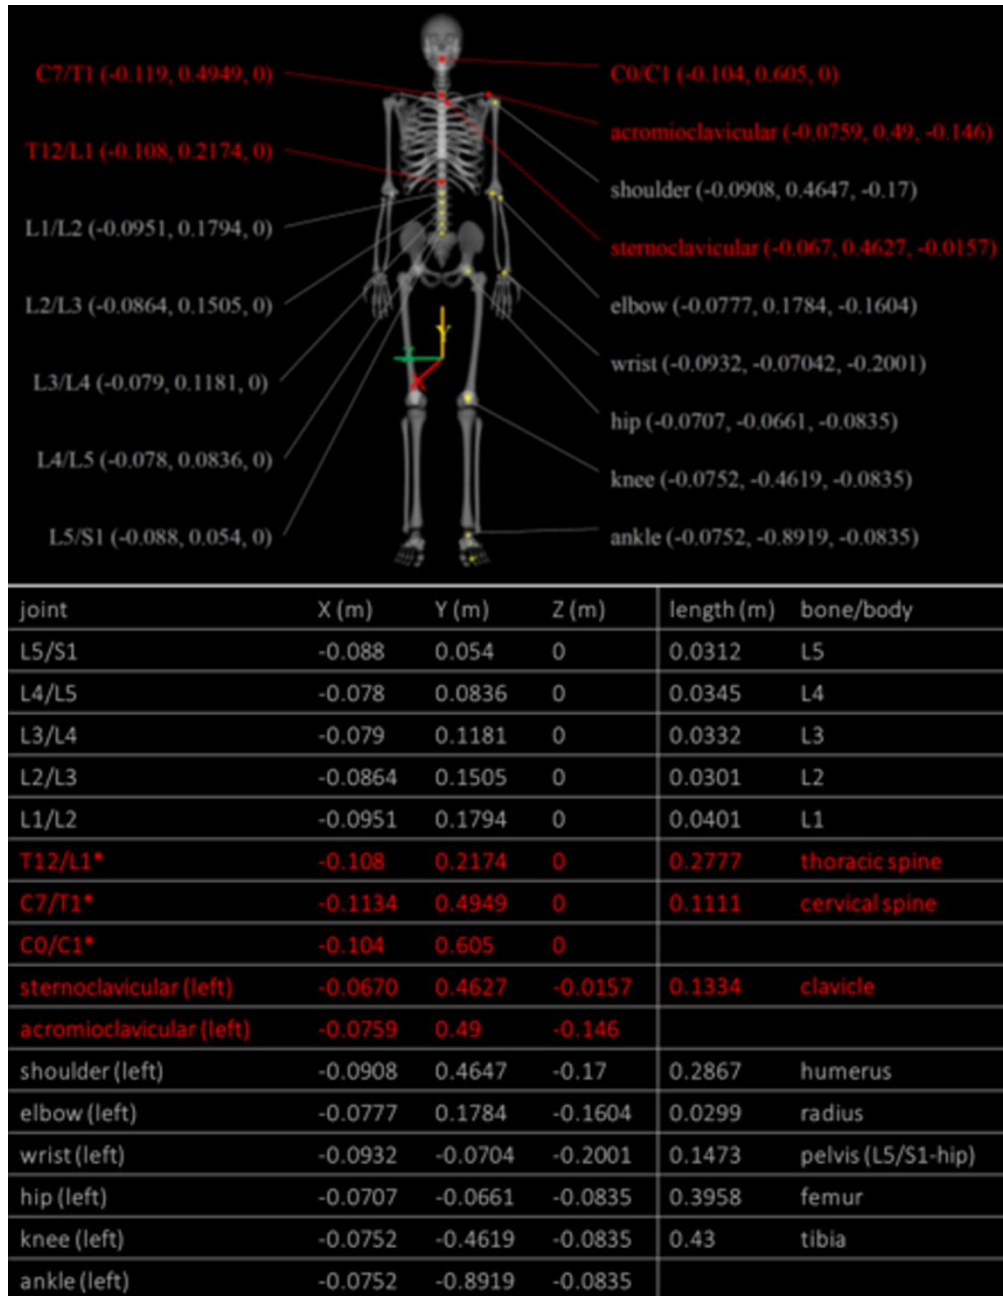 C7/T1 (-0.119, 0.4949, 0)
T12/L1 (-0.108, 0.2174, 0)
L1/L2 (-0.0951, 0.1794, 0)
L2/L3 (-0.0864, 0.1505, 0)
L3/L4 (-0.079, 0.1181, 0)
L4/L5 (-0.078, 0.0836, 0)
L5/S1 (-0.088, 0.054, 0)
Y
Z
X
C0/C1 (-0.104, 0.605, 0)
acromioclavicular (-0.0759, 0.49, -0.146)
shoulder (-0.0908, 0.4647, -0.17)
sternoclavicular (-0.067, 0.4627, -0.0157)
elbow (-0.0777, 0.1784, -0.1604)
wrist (-0.0932, -0.07042, -0.2001)
hip (-0.0707, -0.0661, -0.0835)
knee (-0.0752, -0.4619, -0.0835)
ankle (-0.0752, -0.8919, -0.0835)
joint X (m) Y (m) Z (m) length (m) bone/body
L5/S1 -0.088 0.054 0 0.0312 L5
L4/L5 -0.078 0.0836 0 0.0345 L4
L3/L4 -0.079 0.1181 0 0.0332 L3
L2/L3 -0.0864 0.1505 0 0.0301 L2
L1/L2 -0.0951 0.1794 0 0.0401 L1
T12/L1* -0.108 0.2174 0 0.2777 thoracic spine
C7/T1* -0.1134 0.4949 0 0.1111 cervical spine
C0/C1* -0.104 0.605 0
sternoclavicular (left) -0.0670 0.4627 -0.0157 0.1334 clavicle
acromioclavicular (left) -0.0759 0.49 -0.146
shoulder (left) -0.0908 0.4647 -0.17 0.2867 humerus
elbow (left) -0.0777 0.1784 -0.1604 0.0299 radius
wrist (left) -0.0932 -0.0704 -0.2001 0.1473 pelvis (L5/S1-hip)
hip (left) -0.0707 -0.0661 -0.0835 0.3958 femur
knee (left) -0.0752 -0.4619 -0.0835 0.43 tibia
ankle (left) -0.0752 -0.8919 -0.0835